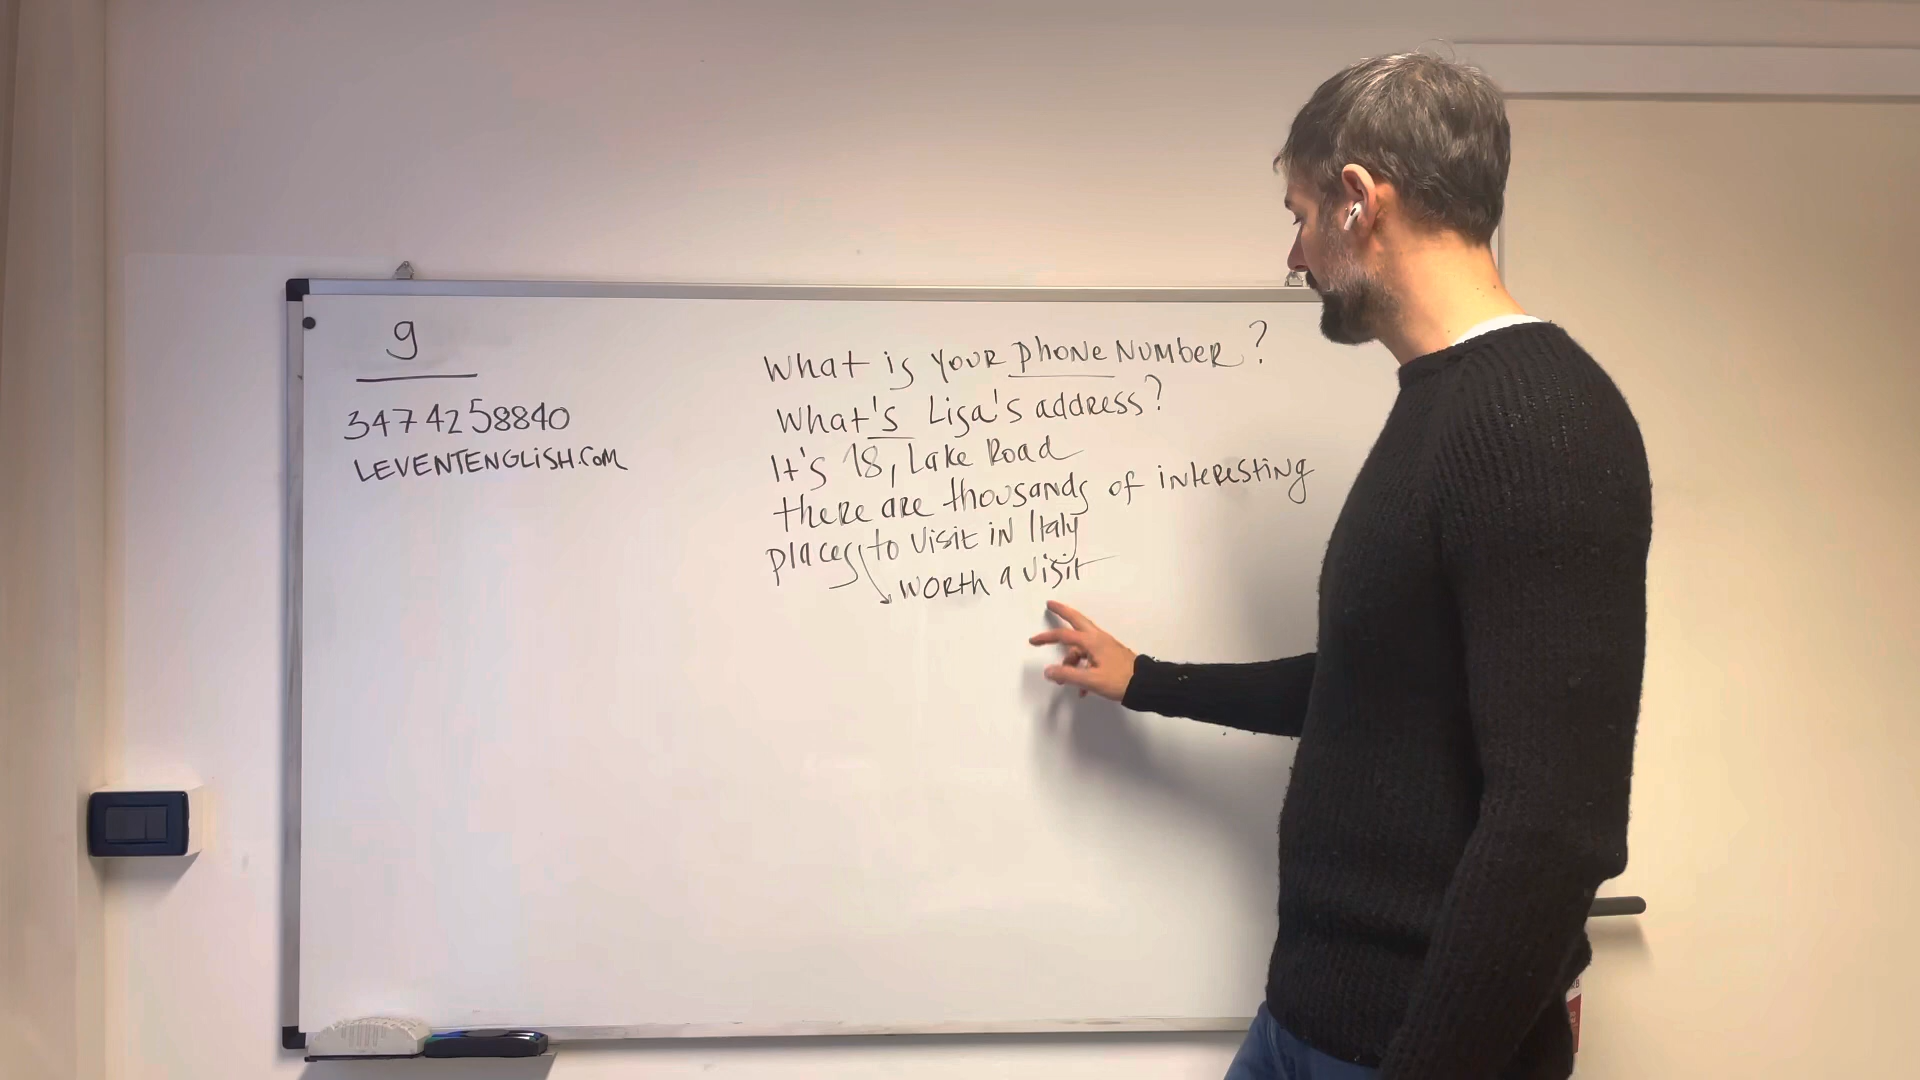 9
3474258840
LEVENTENGLISH.COM
What is your phone number?
What's Lisa's address?
It's 18, Lake Road
there are thousands of interesting
places to visit in Italy
worth a visit